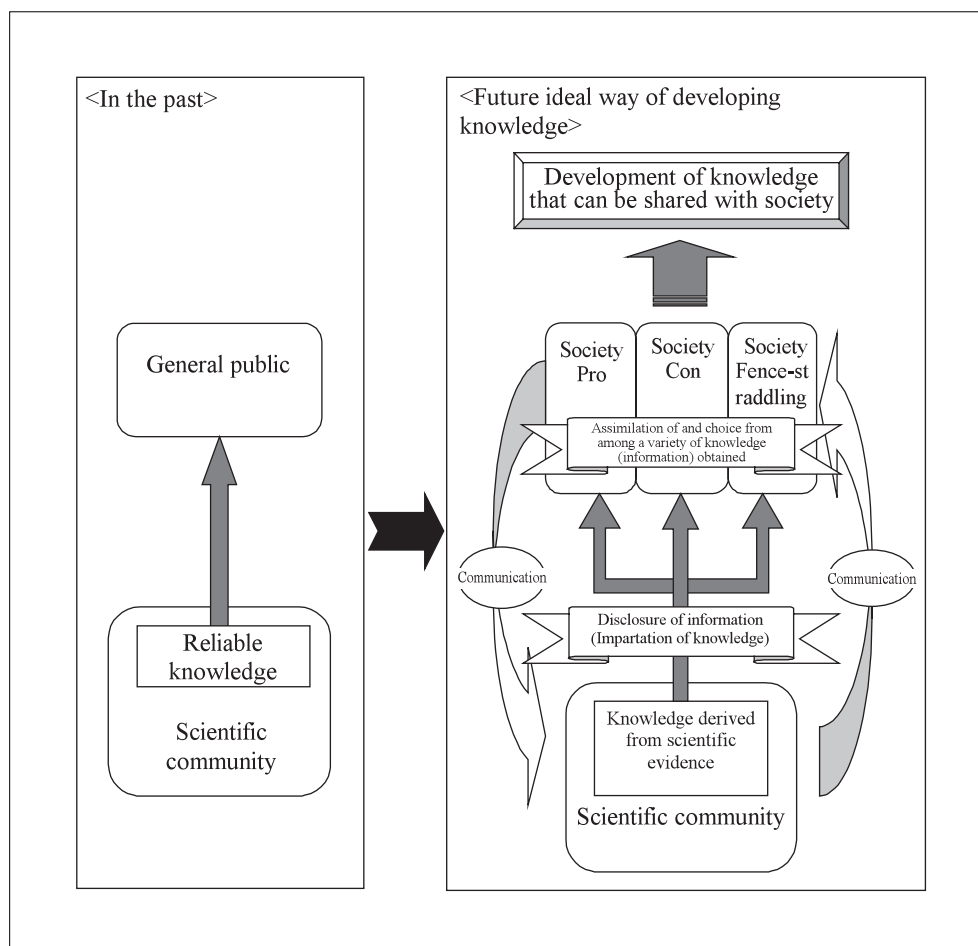 <In the past>
General public
Reliable
knowledge
Scientific
community
<Future ideal way of developing
knowledge>
Development of knowledge
that can be shared with society
Society
Pro
Society
Con
Society
Fence-st
raddling
Assimilation of and choice from
among a variety of knowledge
(information) obtained
Communication
Communication
Disclosure of information
(Impartation of knowledge)
Knowledge derived
from scientific
evidence
Scientific community